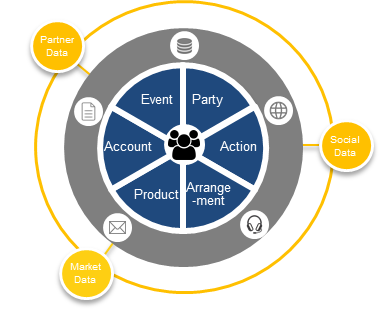 Partner
Data
Event
Party
Account
Action
Social
Data
Product
Arrange
-ment
Market
Data